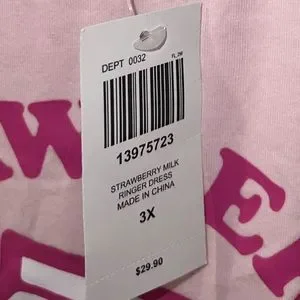 DEPT 0032
13975723
STRAWBERRY MILK
RINGER DRESS
MADE IN CHINA
3X
$29.90